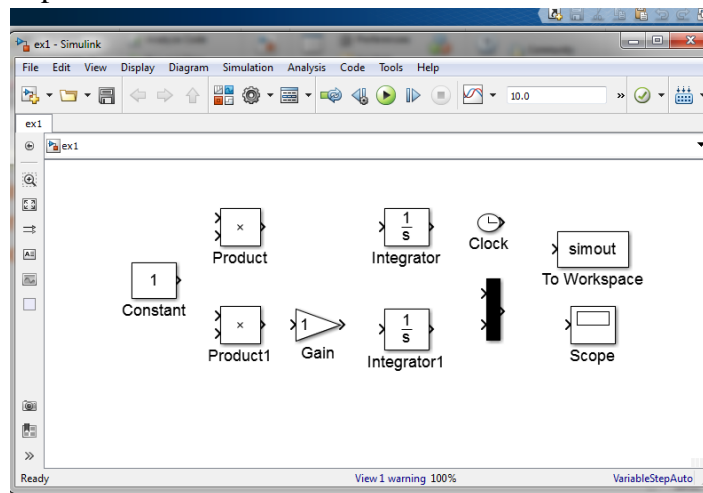 ex1 - Simulink
File Edit View Display Diagram Simulation Analysis Code Tools Help
10.0 »
ex1
ex1
× 1/s
Product Integrator Clock simout
To Workspace
1
Constant
× 1 1/s
Product1 Gain Integrator1 Scope
»
Ready View 1 warning 100% VariableStepAuto